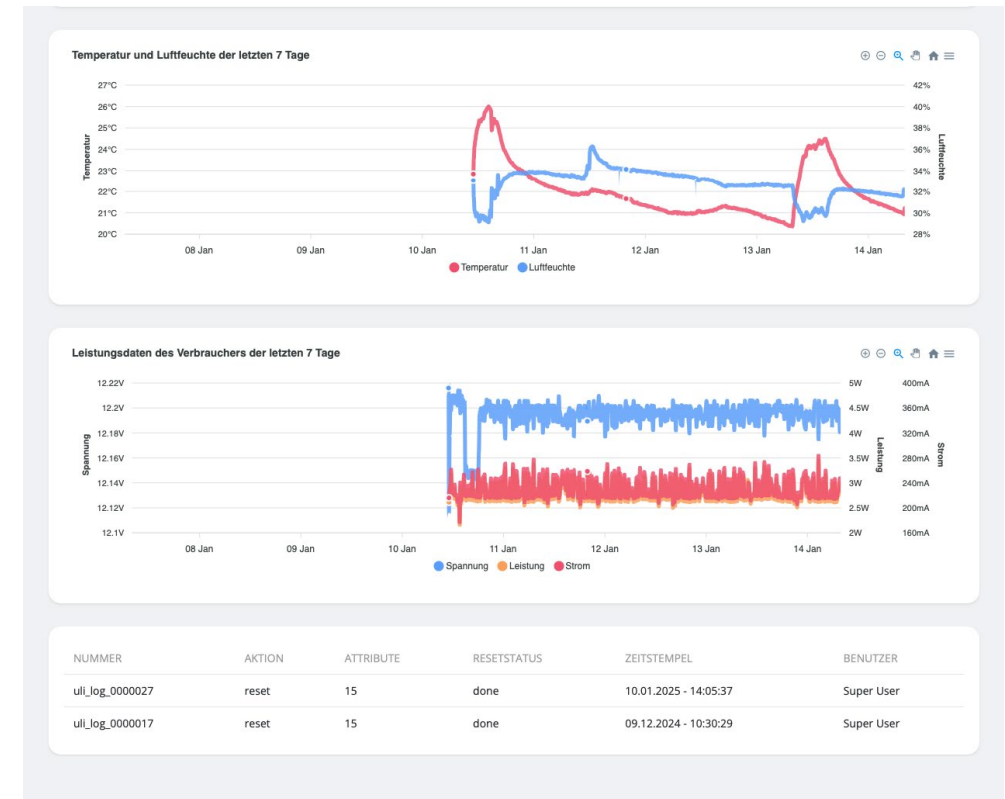 Temperatur und Luftfeuchte der letzten 7 Tage
27°C 42%
26°C 40%
25°C 38%
24°C 36%
23°C 34%
22°C 32%
21°C 30%
20°C 28%
Temperatur
Luftfeuchte
08 Jan 09 Jan 10 Jan 11 Jan 12 Jan 13 Jan 14 Jan
Temperatur Luftfeuchte
Leistungsdaten des Verbrauchers der letzten 7 Tage
12.22V 5W 400mA
12.2V 4.5W 360mA
12.18V 4W 320mA
12.16V 3.5W 280mA
12.14V 3W 240mA
12.12V 2.5W 200mA
12.1V 2W 160mA
Spannung
Leistung
Strom
08 Jan 09 Jan 10 Jan 11 Jan 12 Jan 13 Jan 14 Jan
Spannung Leistung Strom
NUMMER AKTION ATTRIBUTE RESETSTATUS ZEITSTEMPEL BENUTZER
uli_log_0000027 reset 15 done 10.01.2025 - 14:05:37 Super User
uli_log_0000017 reset 15 done 09.12.2024 - 10:30:29 Super User